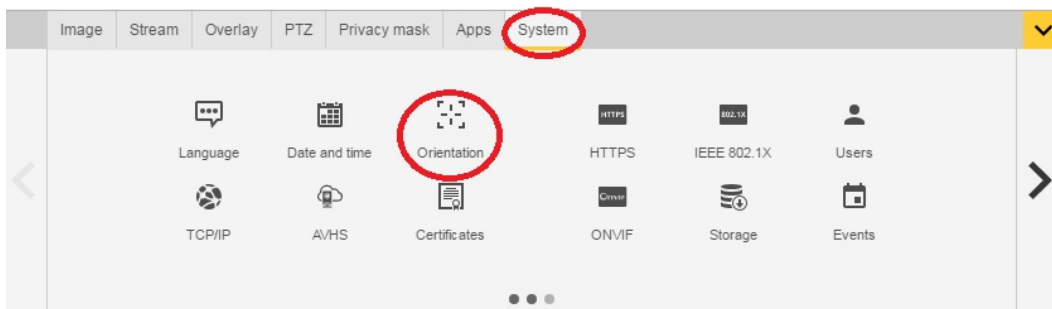 Image Stream Overlay PTZ Privacy mask Apps System
HTTPS 802.1X
Language Date and time Orientation HTTPS IEEE 802.1X Users
Onvif
TCP/IP AVHS Certificates ONVIF Storage Events